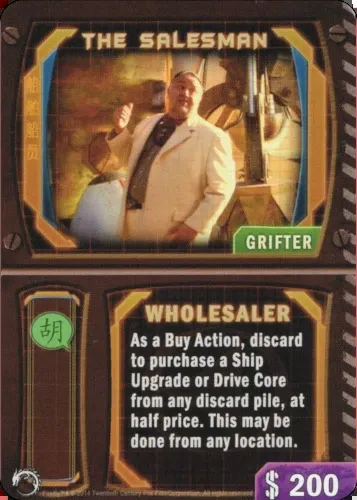 THE SALESMAN
GRIFTER
胡
WHOLESALER
As a Buy Action, discard
to purchase a Ship
Upgrade or Drive Core
from any discard pile, at
half price. This may be
done from any location.
$ 200